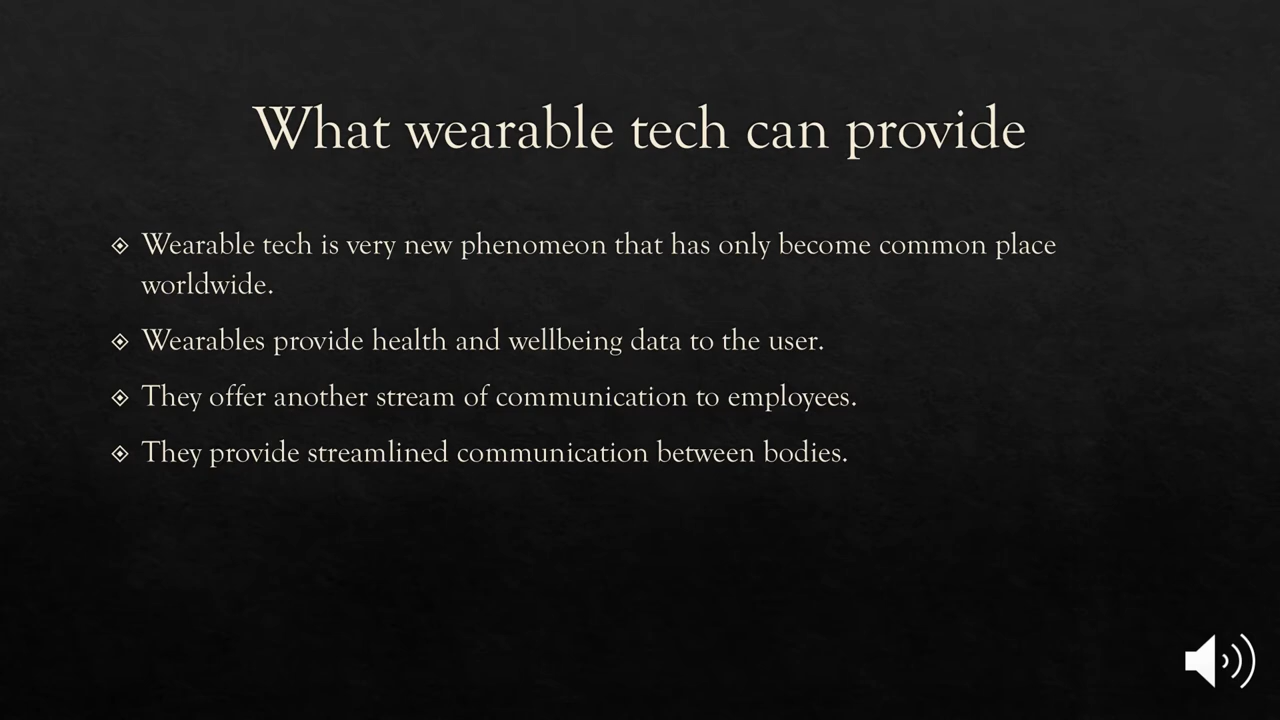 What wearable tech can provide
Wearable tech is very new phenomeon that has only become common place
worldwide.
Wearables provide health and wellbeing data to the user.
They offer another stream of communication to employees.
They provide streamlined communication between bodies.